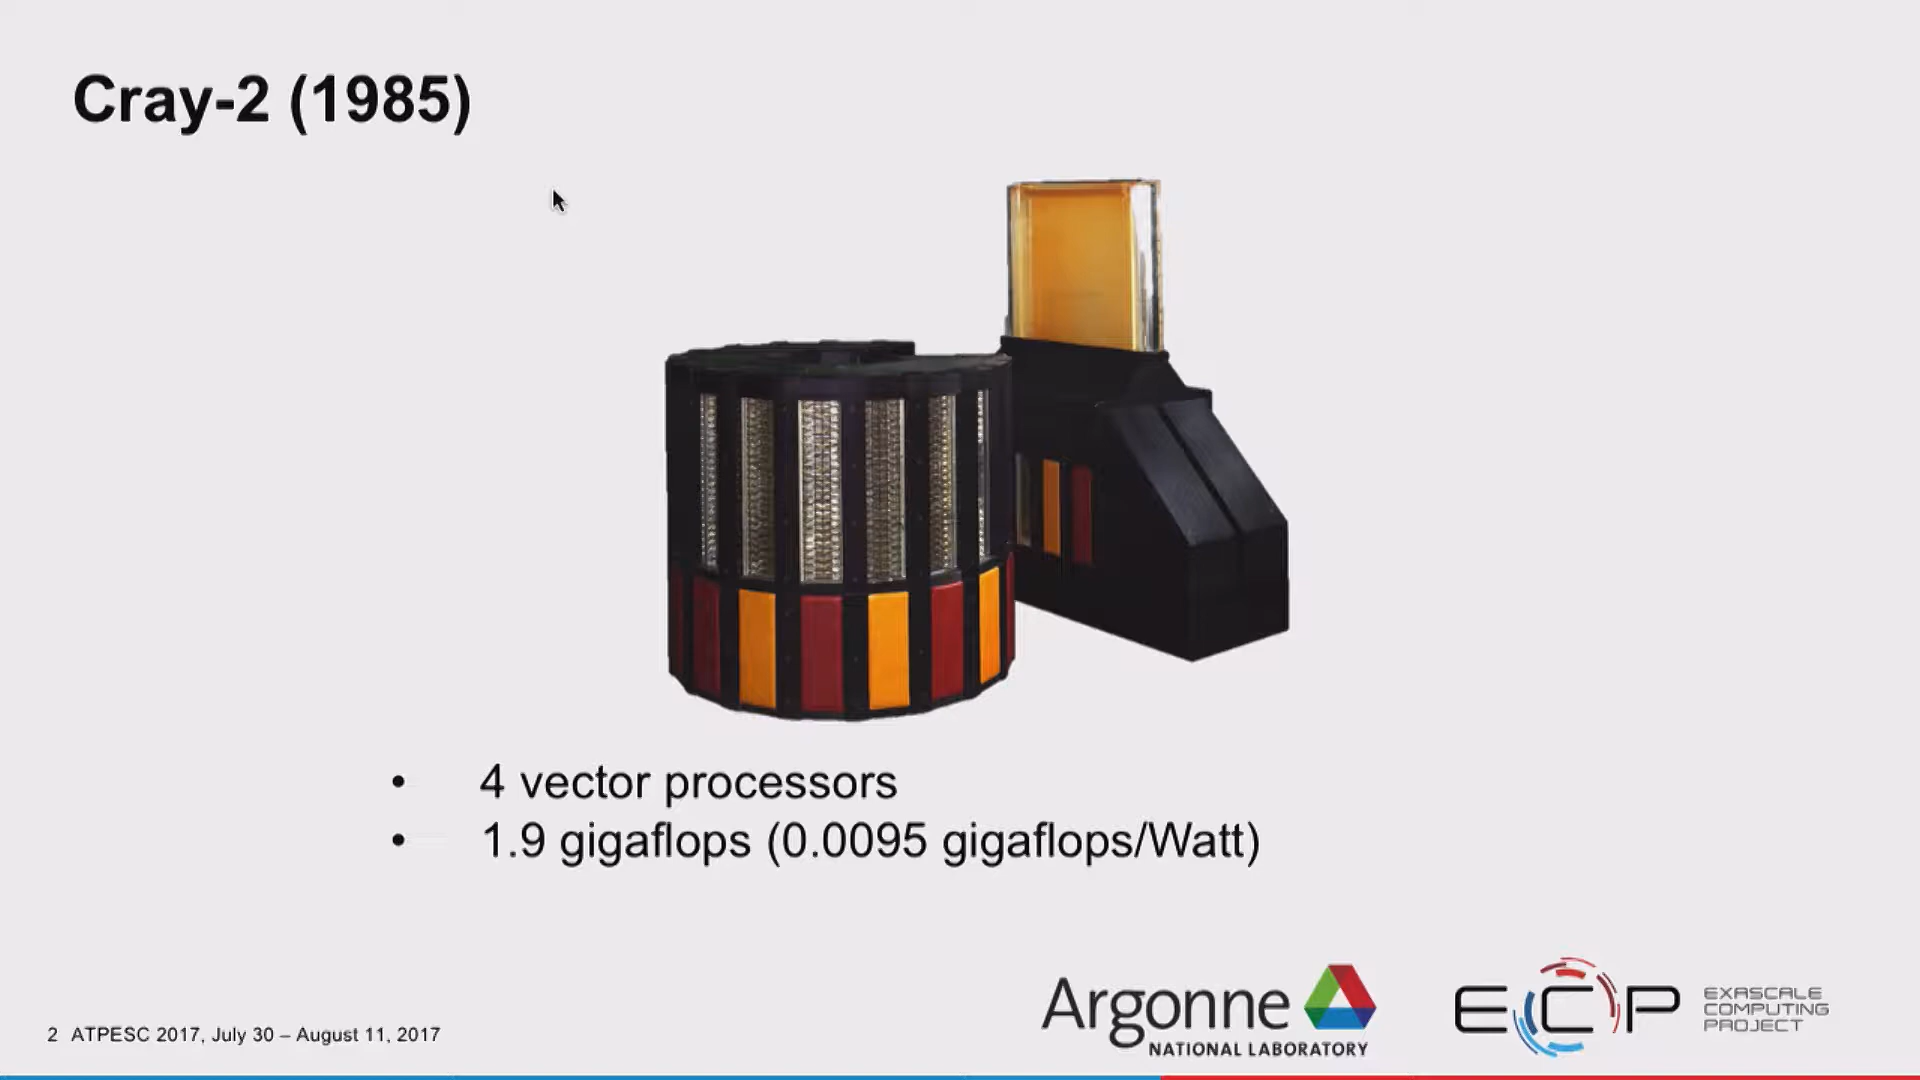 Cray-2 (1985)
• 4 vector processors
• 1.9 gigaflops (0.0095 gigaflops/Watt)
2 ATPESC 2017, July 30 – August 11, 2017
Argonne
NATIONAL LABORATORY
ECP
EXASCALE
COMPUTING
PROJECT